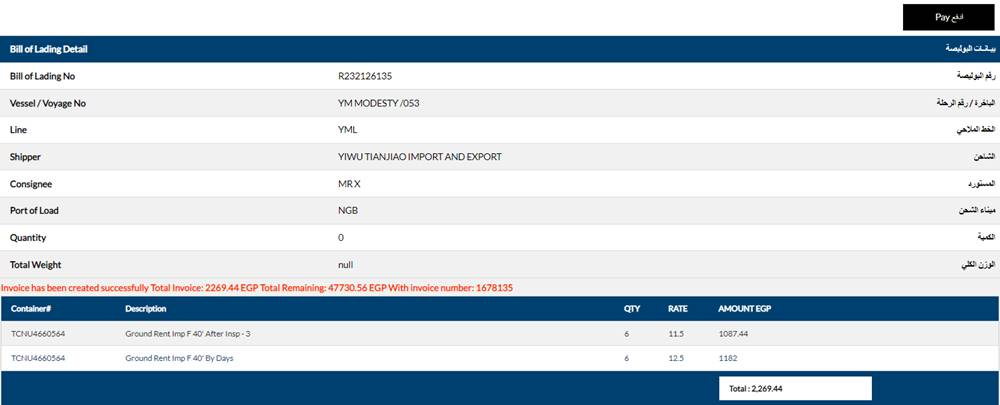 Pay أدفع
Bill of Lading Detail بيانات البوليصة
Bill of Lading No R232126135 رقم البوليصة
Vessel / Voyage No YM MODESTY /053 الباخرة / رقم الرحلة
Line YML الخط الملاحي
Shipper YIWU TIANJIAO IMPORT AND EXPORT الشاحن
Consignee MR X المستورد
Port of Load NGB ميناء الشحن
Quantity 0 الكمية
Total Weight null الوزن الكلي
Invoice has been created successfully Total Invoice: 2269.44 EGP Total Remaining: 47730.56 EGP With invoice number: 1678135
Container# Description QTY RATE AMOUNT EGP
TCNU4660564 Ground Rent Imp F 40' After Insp - 3 6 11.5 1087.44
TCNU4660564 Ground Rent Imp F 40' By Days 6 12.5 1182
Total : 2,269.44